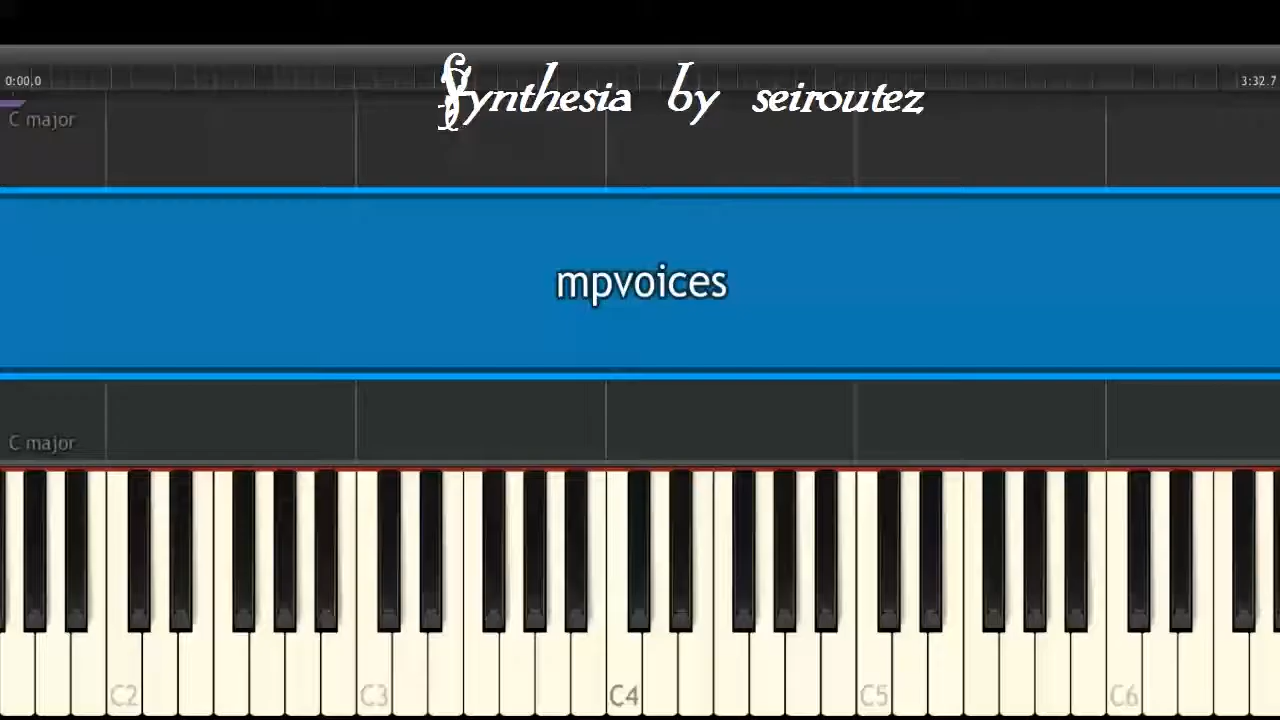 Synthesia by seiroutez
0:00,0
3:32.7
C major
mpvoices
C major
C2 C3 C4 C5 C6